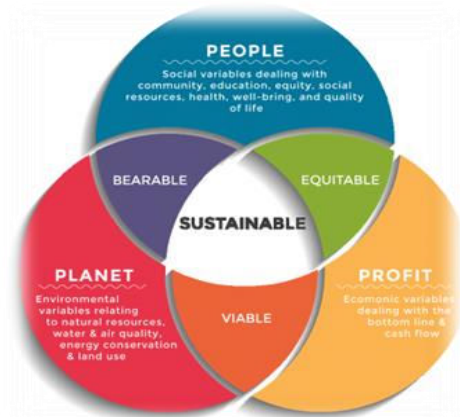 PEOPLE
Social variables dealing with
community, education, equity, social
resources, health, well-bring, and quality
of life
BEARABLE
EQUITABLE
SUSTAINABLE
PLANET
Environmental
variables relating
to natural resources,
water & air quality,
energy conservation
& land use
PROFIT
Ecomonic variables
dealing with the
bottom line &
cash flow
VIABLE